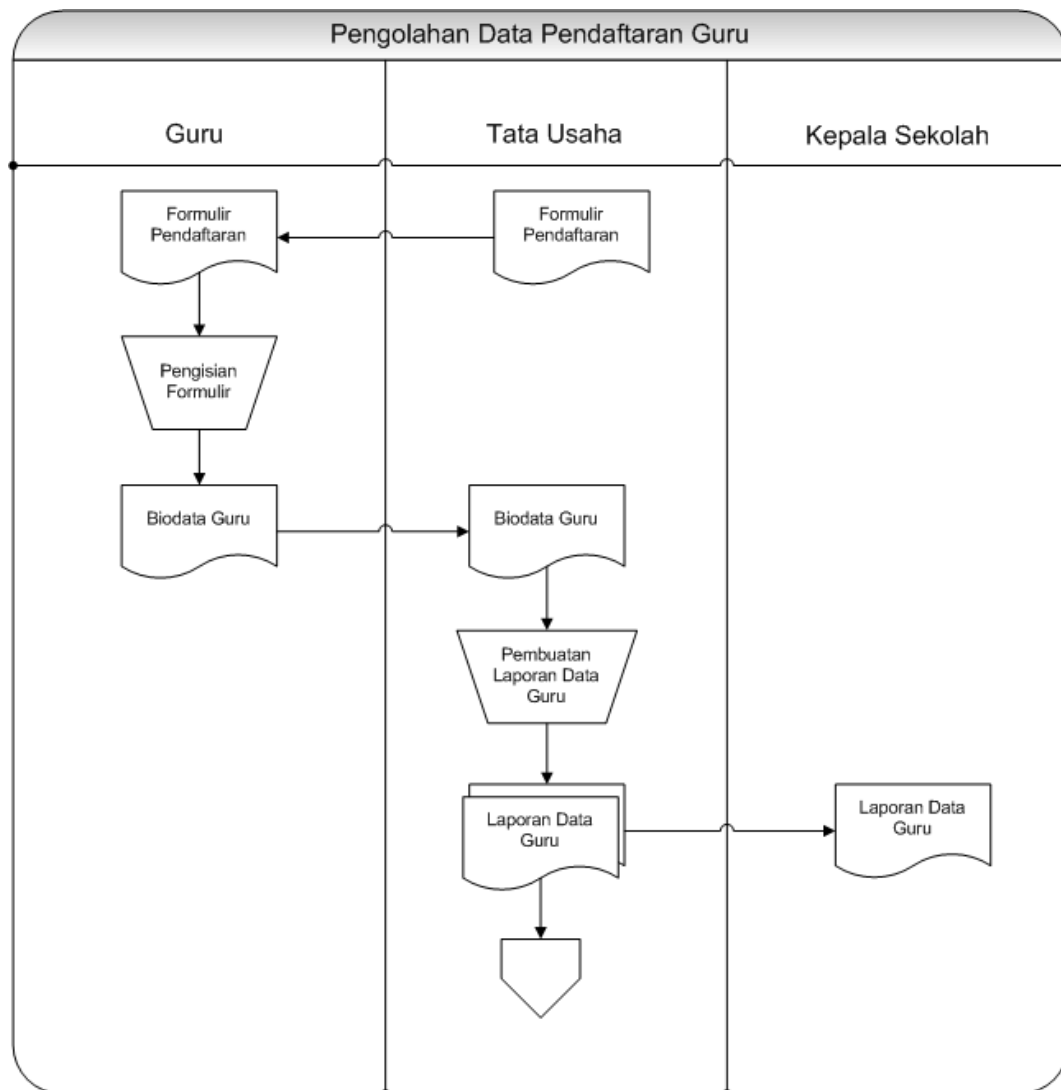 Pengolahan Data Pendaftaran Guru
Guru
Tata Usaha
Kepala Sekolah
Formulir
Pendaftaran
Formulir
Pendaftaran
Pengisian
Formulir
Biodata Guru
Biodata Guru
Pembuatan
Laporan Data
Guru
Laporan Data
Guru
Laporan Data
Guru